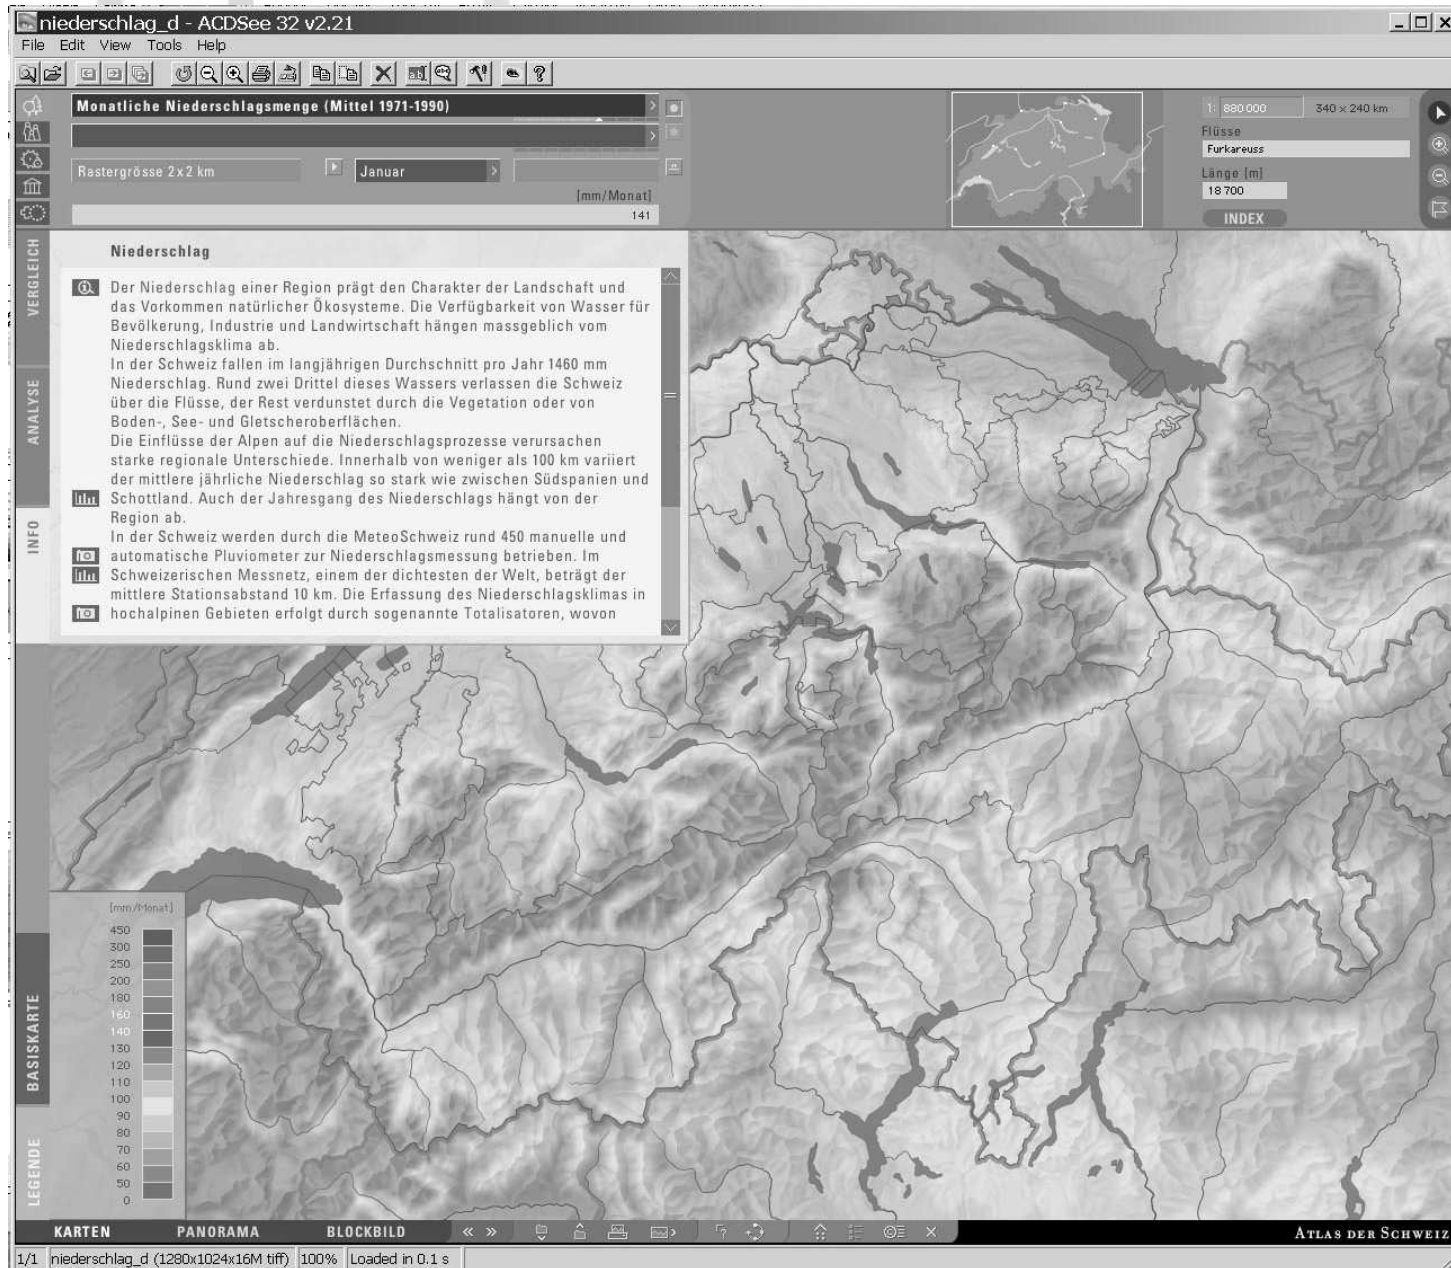 niederschlag_d - ACDSee 32 v2.21
File Edit View Tools Help
Monatliche Niederschlagsmenge (Mittel 1971-1990)
Rastergrösse 2x2 km
Januar
[mm/Monat]
141
1: 880 000
340 x 240 km
Flüsse
Furkareuss
Länge [m]
18 700
INDEX
VERGLEICH
ANALYSE
INFO
BASISKARTE
LEGENDE
Niederschlag
Der Niederschlag einer Region prägt den Charakter der Landschaft und
das Vorkommen natürlicher Ökosysteme. Die Verfügbarkeit von Wasser für
Bevölkerung, Industrie und Landwirtschaft hängen massgeblich vom
Niederschlagsklima ab.
In der Schweiz fallen im langjährigen Durchschnitt pro Jahr 1460 mm
Niederschlag. Rund zwei Drittel dieses Wassers verlassen die Schweiz
über die Flüsse, der Rest verdunstet durch die Vegetation oder von
Boden-, See- und Gletscheroberflächen.
Die Einflüsse der Alpen auf die Niederschlagsprozesse verursachen
starke regionale Unterschiede. Innerhalb von weniger als 100 km variiert
der mittlere jährliche Niederschlag so stark wie zwischen Südspanien und
Schottland. Auch der Jahresgang des Niederschlags hängt von der
Region ab.
In der Schweiz werden durch die MeteoSchweiz rund 450 manuelle und
automatische Pluviometer zur Niederschlagsmessung betrieben. Im
Schweizerischen Messnetz, einem der dichtesten der Welt, beträgt der
mittlere Stationsabstand 10 km. Die Erfassung des Niederschlagsklimas in
hochalpinen Gebieten erfolgt durch sogenannte Totalisatoren, wovon
[mm/Monat]
450
300
250
200
180
160
140
130
120
110
100
90
80
70
60
50
0
KARTEN PANORAMA BLOCKBILD
ATLAS DER SCHWEIZ
1/1 niederschlag_d (1280x1024x16M tiff) 100% Loaded in 0.1 s